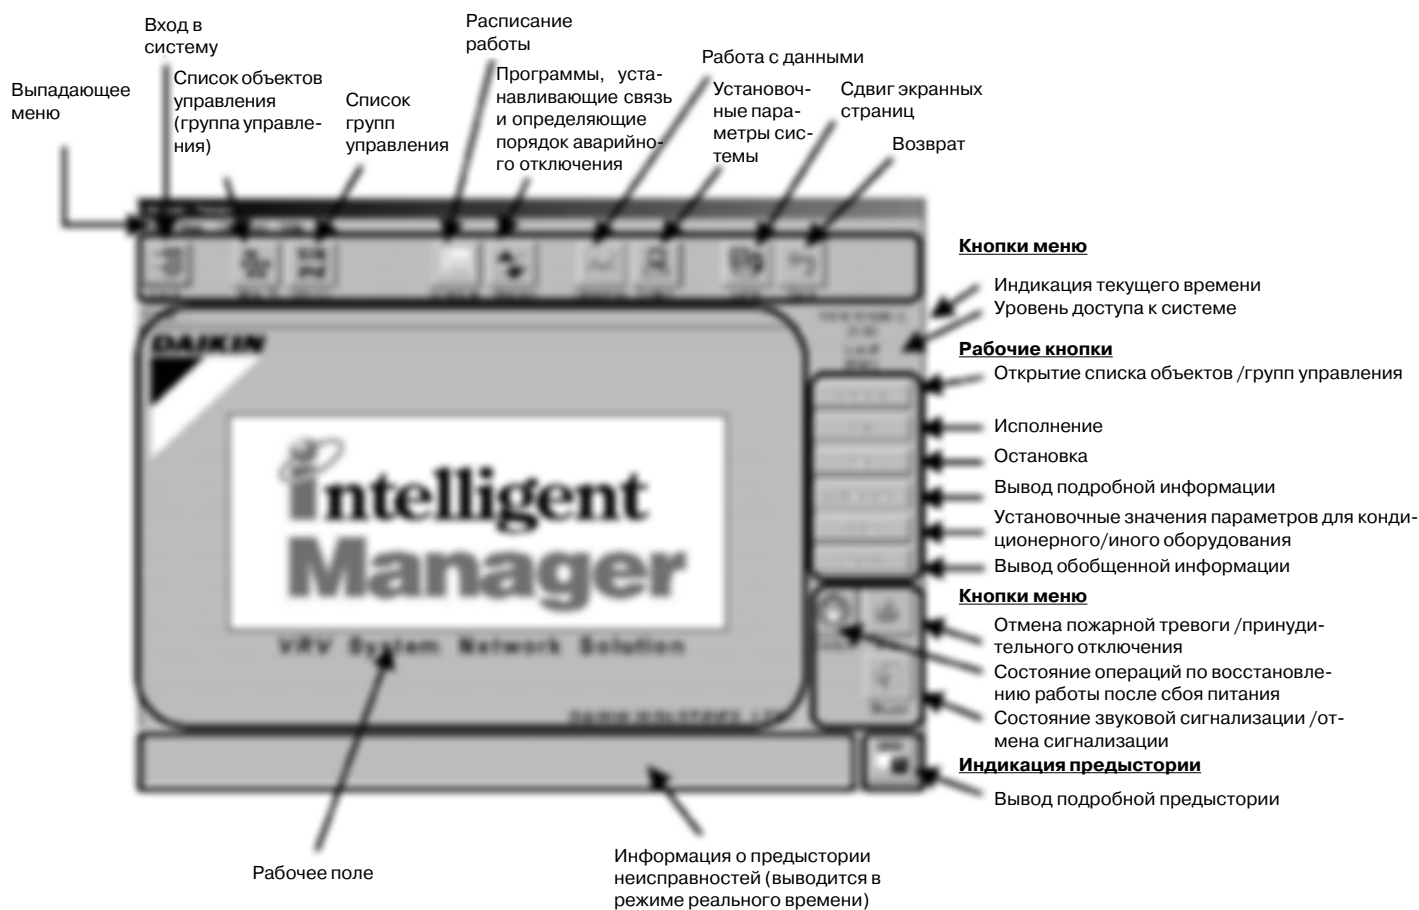 Вход в
систему
Расписание
работы
Выпадающее
меню
Список объектов
управления
(группа управле-
ния)
Список
групп
управления
Программы, уста-
навливающие связь
и определяющие
порядок аварийно-
го отключения
Работа с данными
Установоч-
ные пара-
метры сис-
темы
Сдвиг экранных
страниц
Возврат
Кнопки меню
Индикация текущего времени
Уровень доступа к системе
Рабочие кнопки
Открытие списка объектов /групп управления
Исполнение
Остановка
Вывод подробной информации
Установочные значения параметров для конди-
ционерного/иного оборудования
Вывод обобщенной информации
Кнопки меню
Отмена пожарной тревоги /принуди-
тельного отключения
Состояние операций по восстановле-
нию работы после сбоя питания
Состояние звуковой сигнализации /от-
мена сигнализации
Индикация предыстории
Вывод подробной предыстории
DAIKIN
intelligent
Manager
VRV System Network Solution
DAIKIN INDUSTRIES LTD
Рабочее поле
Информация о предыстории
неисправностей (выводится в
режиме реального времени)